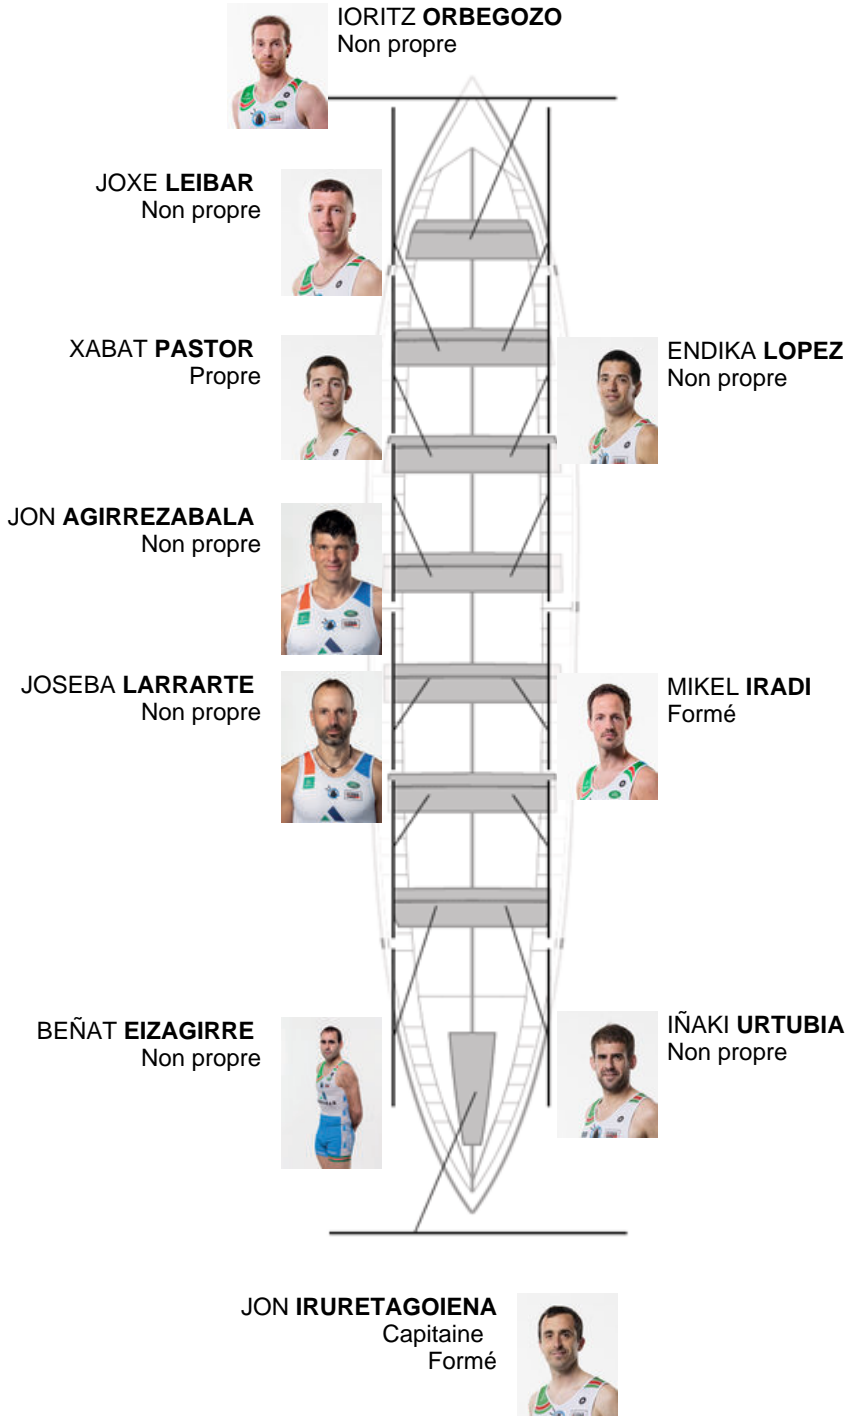 IORITZ ORBEGOZO
Non propre
JOXE LEIBAR
Non propre
XABAT PASTOR
Propre
ENDIKA LOPEZ
Non propre
JON AGIRREZABALA
Non propre
JOSEBA LARRARTE
Non propre
MIKEL IRADI
Formé
BEÑAT EIZAGIRRE
Non propre
IÑAKI URTUBIA
Non propre
JON IRURETAGOIENA
Capitaine
Formé